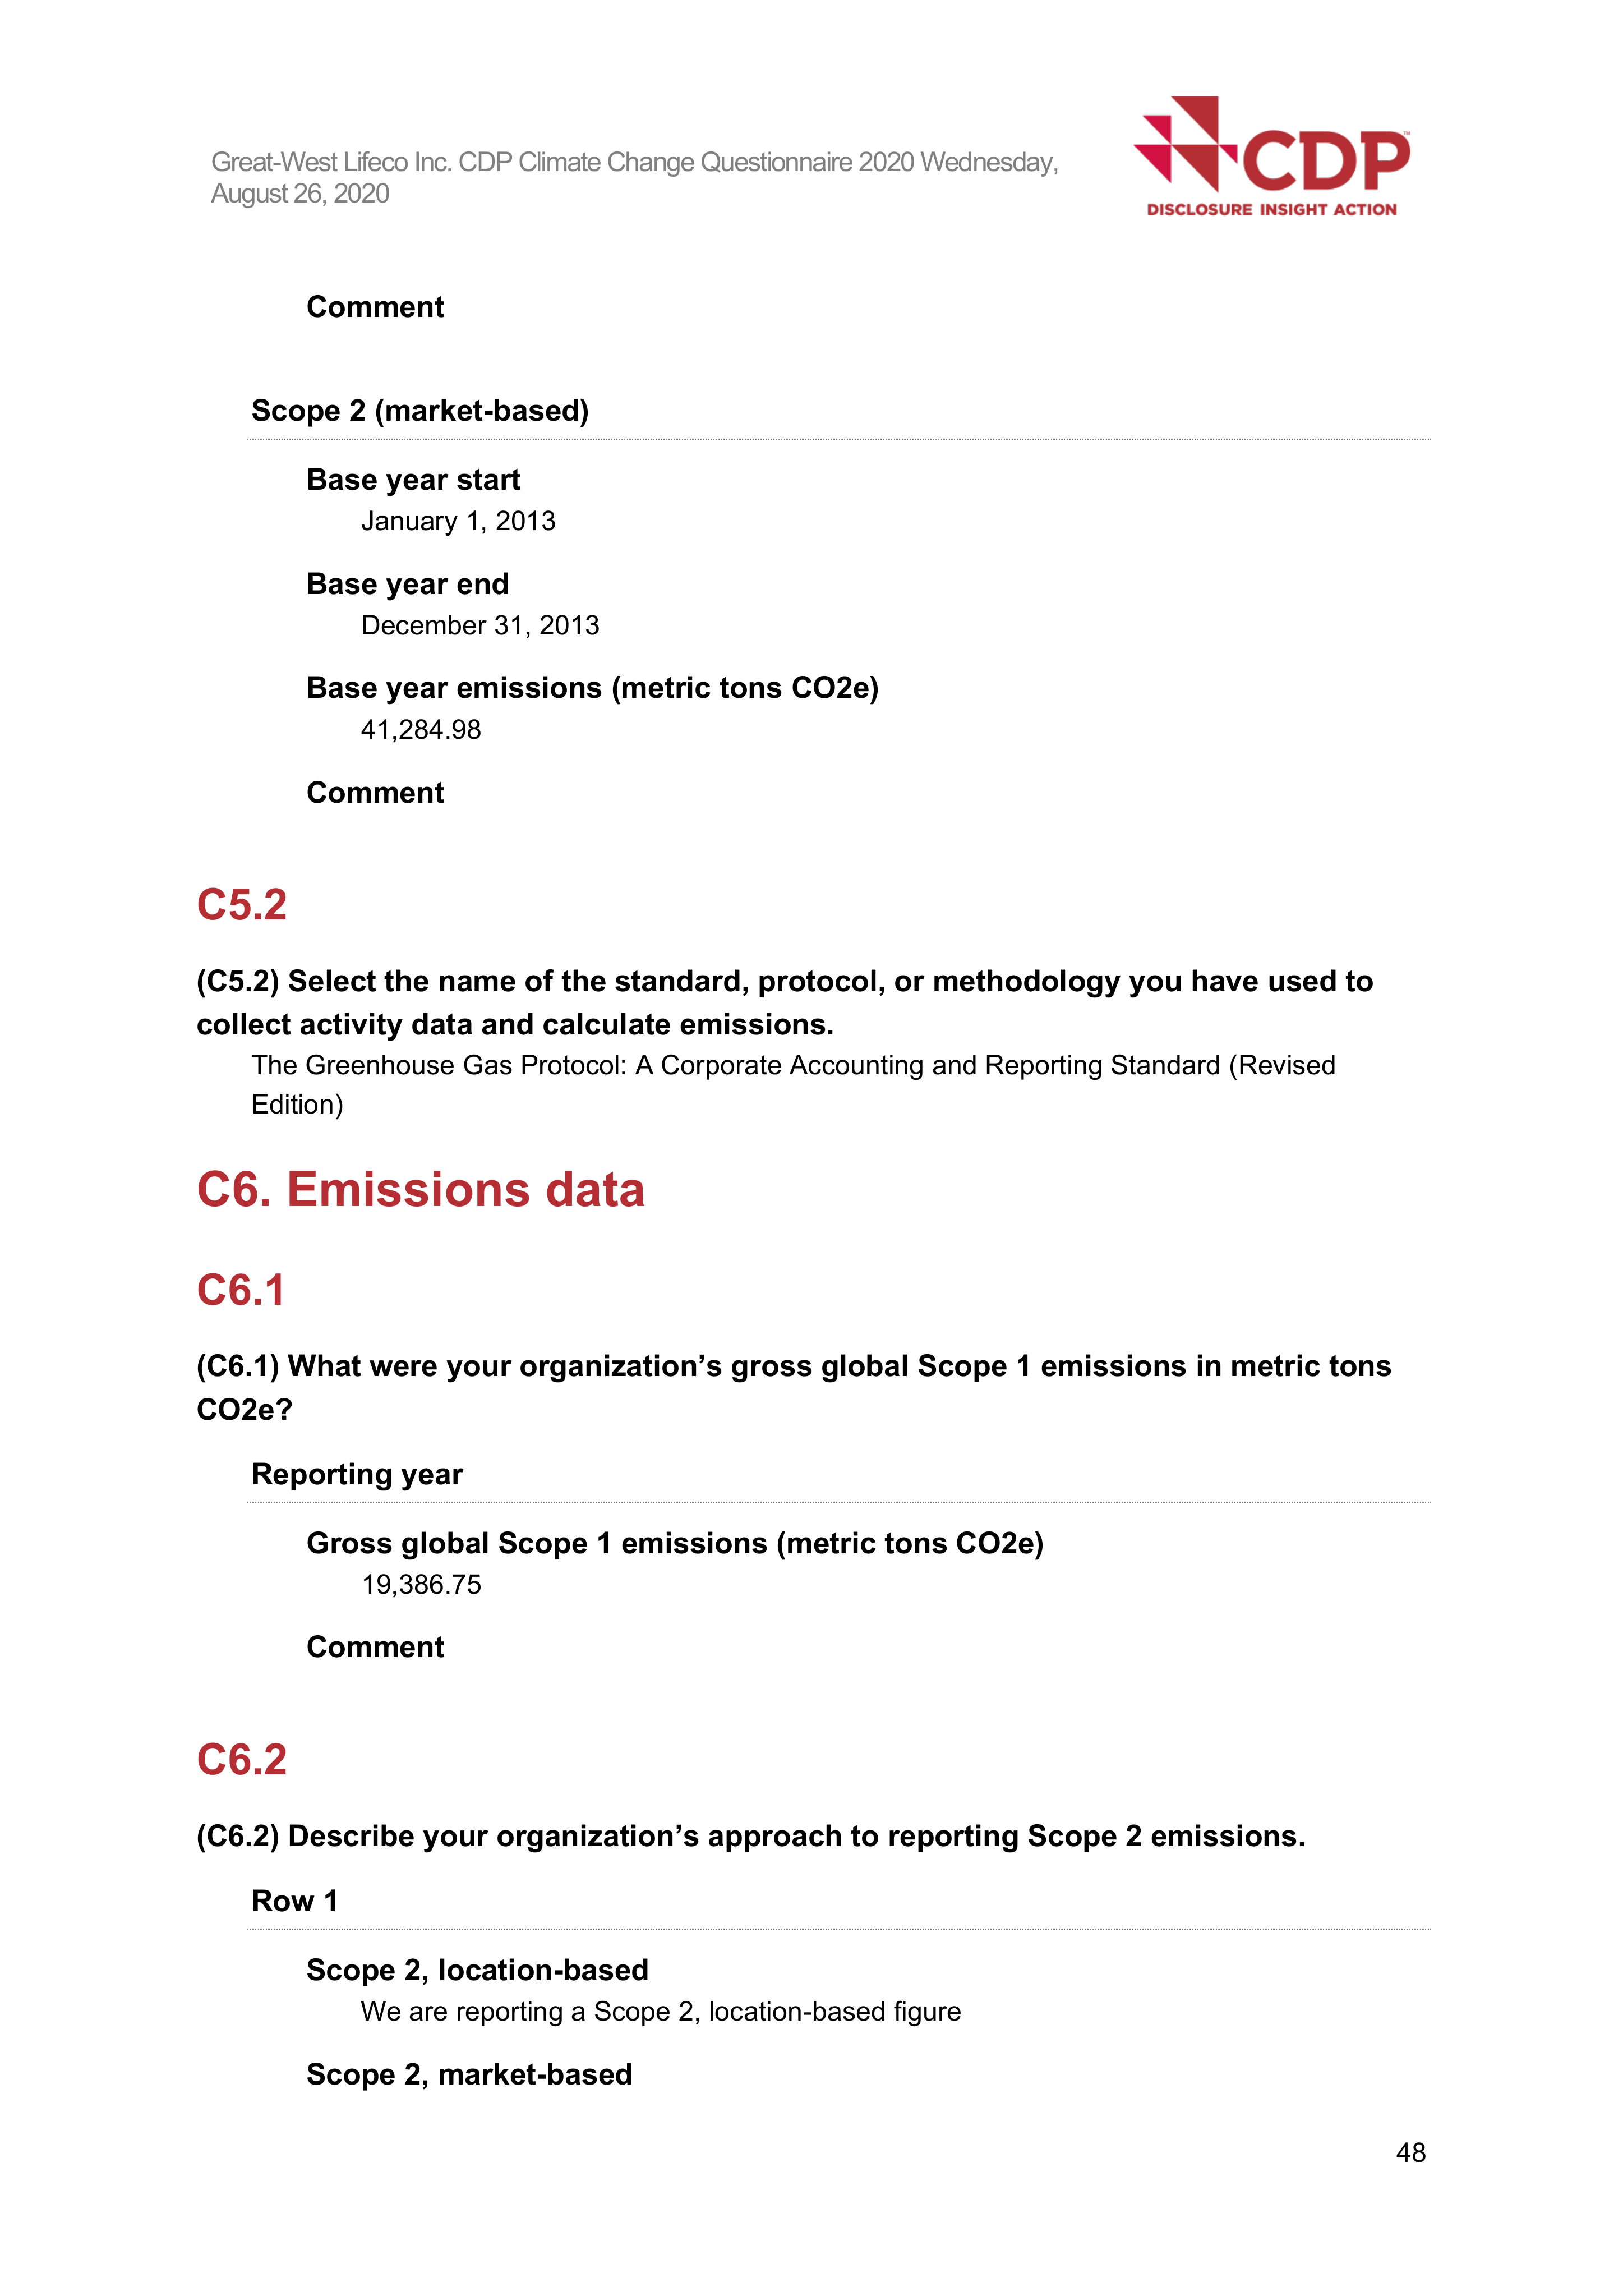 Great-West Lifeco Inc. CDP Climate Change Questionnaire 2020 Wednesday,
August 26, 2020
CDP™
DISCLOSURE INSIGHT ACTION
Comment
Scope 2 (market-based)
Base year start
January 1, 2013
Base year end
December 31, 2013
Base year emissions (metric tons CO2e)
41,284.98
Comment
C5.2
(C5.2) Select the name of the standard, protocol, or methodology you have used to
collect activity data and calculate emissions.
The Greenhouse Gas Protocol: A Corporate Accounting and Reporting Standard (Revised
Edition)
C6. Emissions data
C6.1
(C6.1) What were your organization’s gross global Scope 1 emissions in metric tons
CO2e?
Reporting year
Gross global Scope 1 emissions (metric tons CO2e)
19,386.75
Comment
C6.2
(C6.2) Describe your organization’s approach to reporting Scope 2 emissions.
Row 1
Scope 2, location-based
We are reporting a Scope 2, location-based figure
Scope 2, market-based
48